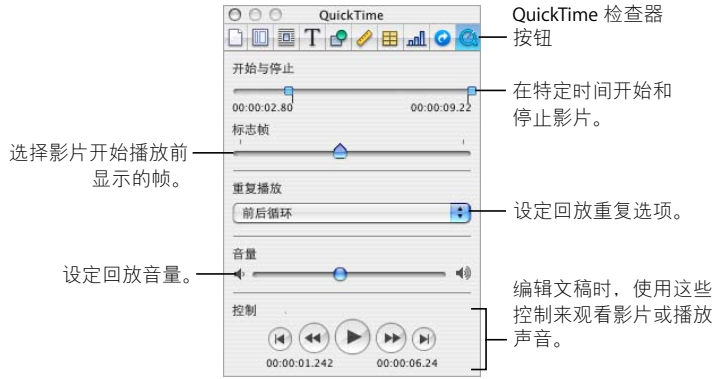 QuickTime
QuickTime 检查器
按钮
T
开始与停止
00:00:02.80
00:00:09.22
在特定时间开始和
停止影片。
标志帧
选择影片开始播放前
显示的帧。
重复播放
前后循环
设定回放重复选项。
音量
设定回放音量。
控制
00:00:01.242
00:00:06.24
编辑文稿时，使用这些
控制来观看影片或播放
声音。